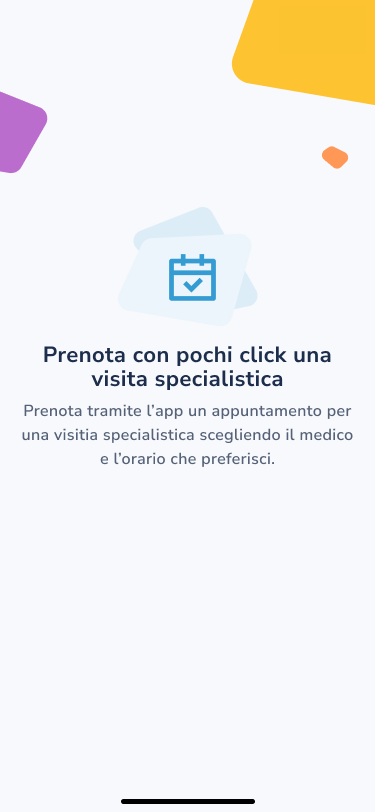 Prenota con pochi click una
visita specialistica
Prenota tramite l’app un appuntamento per
una visitia specialistica scegliendo il medico
e l’orario che preferisci.